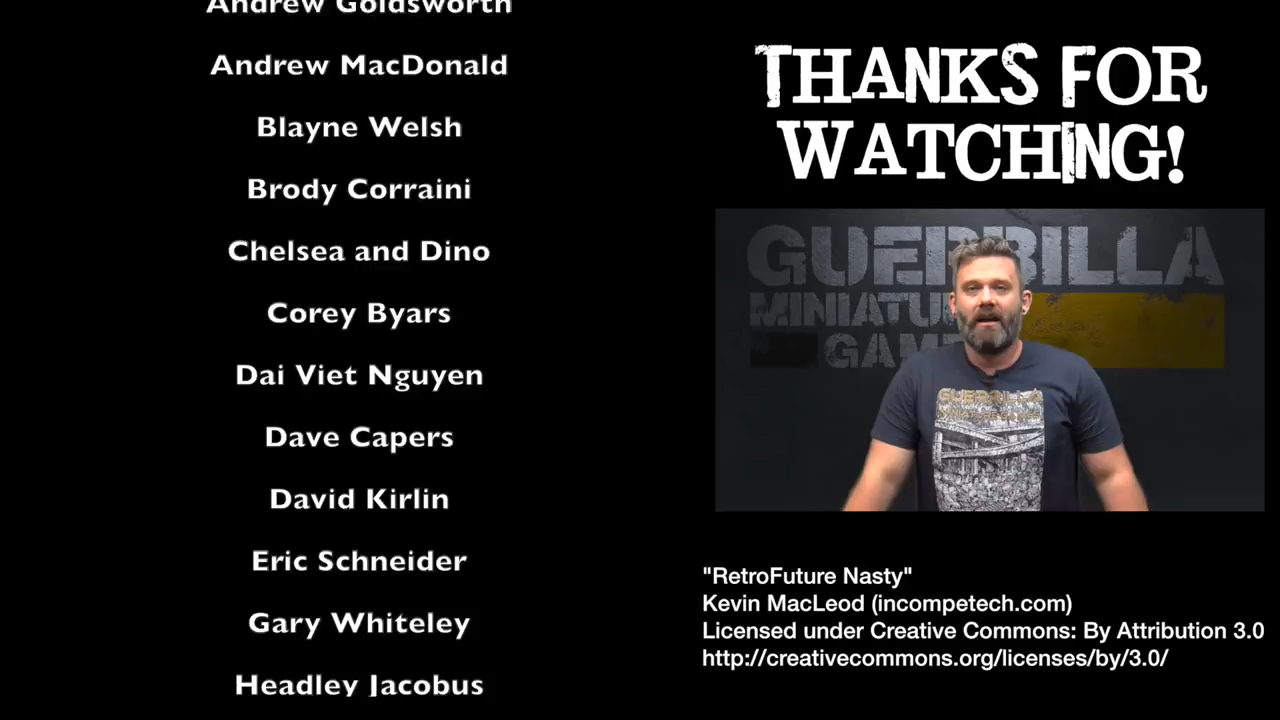 Andrew Goldsworth
Andrew MacDonald
Blayne Welsh
Brody Corraini
Chelsea and Dino
Corey Byars
Dai Viet Nguyen
Dave Capers
David Kirlin
Eric Schneider
Gary Whiteley
Headley Jacobus
THANKS FOR
WATCHING!
GUERRILLA
GUERRILLA
"RetroFuture Nasty"
Kevin MacLeod (incompetech.com)
Licensed under Creative Commons: By Attribution 3.0
http://creativecommons.org/licenses/by/3.0/